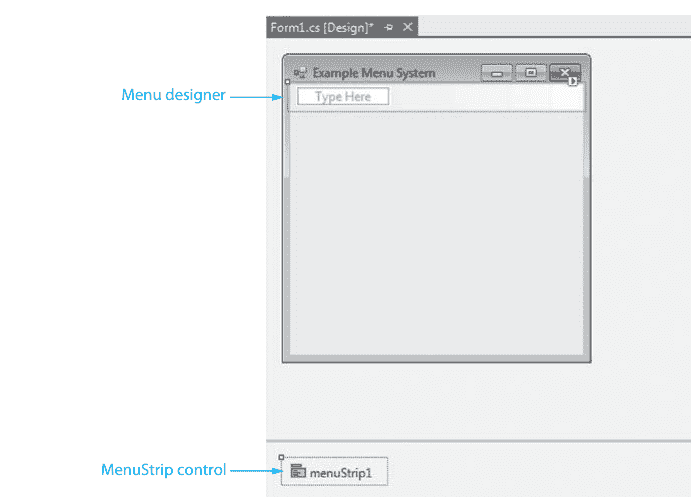 Form1.cs [Design]*
Example Menu System
Menu designer
Type Here
MenuStrip control
menuStrip1